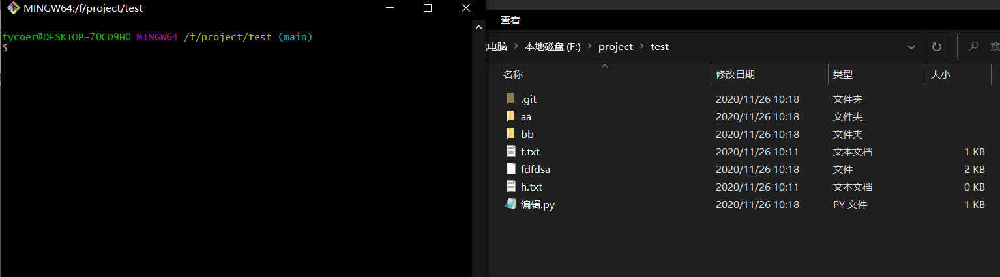 MINGW64:/f/project/test
tycoer@DESKTOP-7OCO9HO MINGW64 /f/project/test (main)
$
查看
电脑 > 本地磁盘 (F:) > project > test
搜
名称 修改日期 类型 大小
.git 2020/11/26 10:18 文件夹
aa 2020/11/26 10:18 文件夹
bb 2020/11/26 10:18 文件夹
f.txt 2020/11/26 10:11 文本文档 1 KB
fdfdsa 2020/11/26 10:18 文件 2 KB
h.txt 2020/11/26 10:11 文本文档 0 KB
编辑.py 2020/11/26 10:18 PY 文件 1 KB